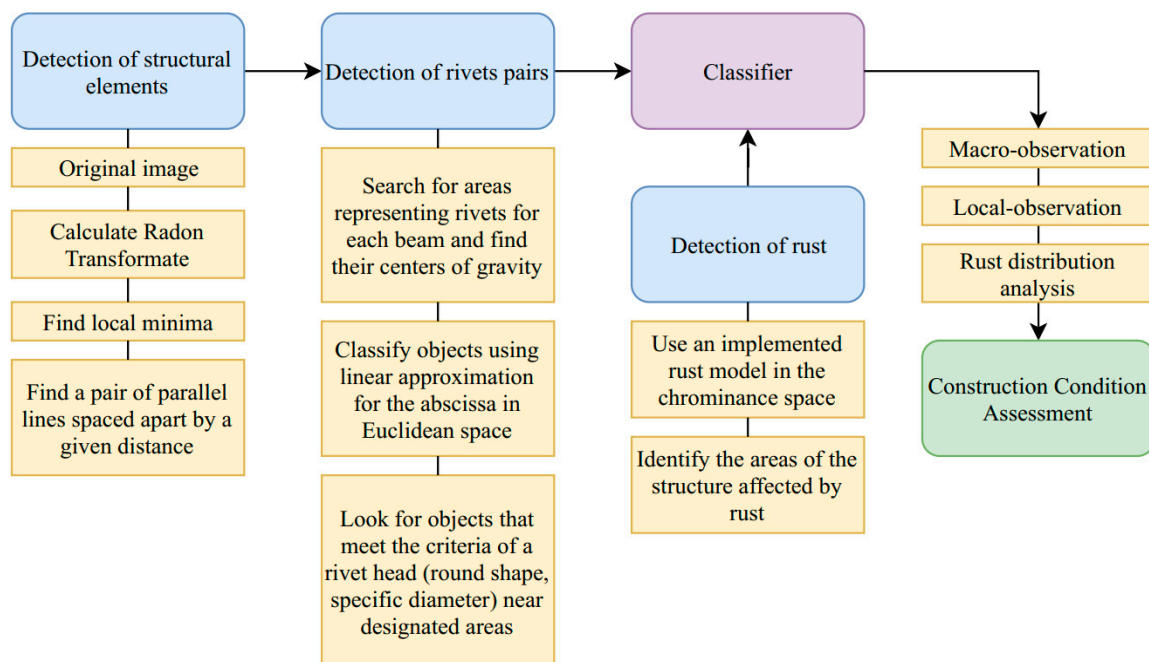 Detection of structural
elements
Original image
Calculate Radon
Transformate
Find local minima
Find a pair of parallel
lines spaced apart by a
given distance
Detection of rivets pairs
Search for areas
representing rivets for
each beam and find
their centers of gravity
Classify objects using
linear approximation
for the abscissa in
Euclidean space
Look for objects that
meet the criteria of a
rivet head (round shape,
specific diameter) near
designated areas
Classifier
Detection of rust
Use an implemented
rust model in the
chrominance space
Identify the areas of the
structure affected by
rust
Macro-observation
Local-observation
Rust distribution
analysis
Construction Condition
Assessment